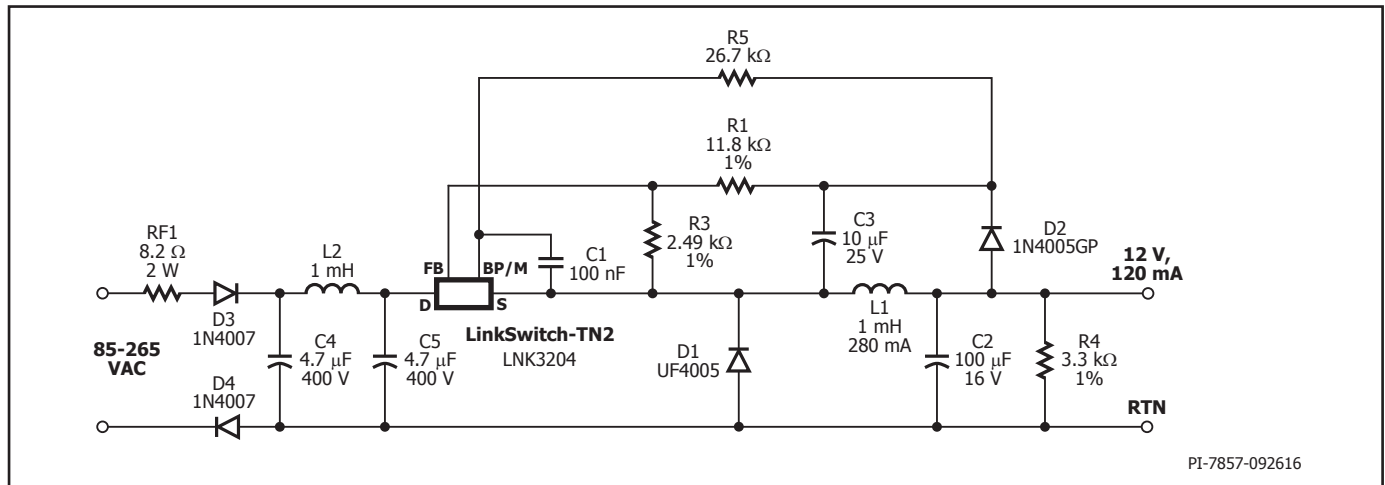 R5
26.7 kΩ
R1
11.8 kΩ
1%
RF1
8.2 Ω
2 W
L2
1 mH
FB
BP/M
D
S
C1
100 nF
R3
2.49 kΩ
1%
C3
10 µF
25 V
D2
1N4005GP
12 V,
120 mA
D3
1N4007
LinkSwitch-TN2
LNK3204
L1
1 mH
280 mA
85-265
VAC
C4
4.7 µF
400 V
C5
4.7 µF
400 V
D1
UF4005
C2
100 µF
16 V
R4
3.3 kΩ
1%
D4
1N4007
RTN
PI-7857-092616